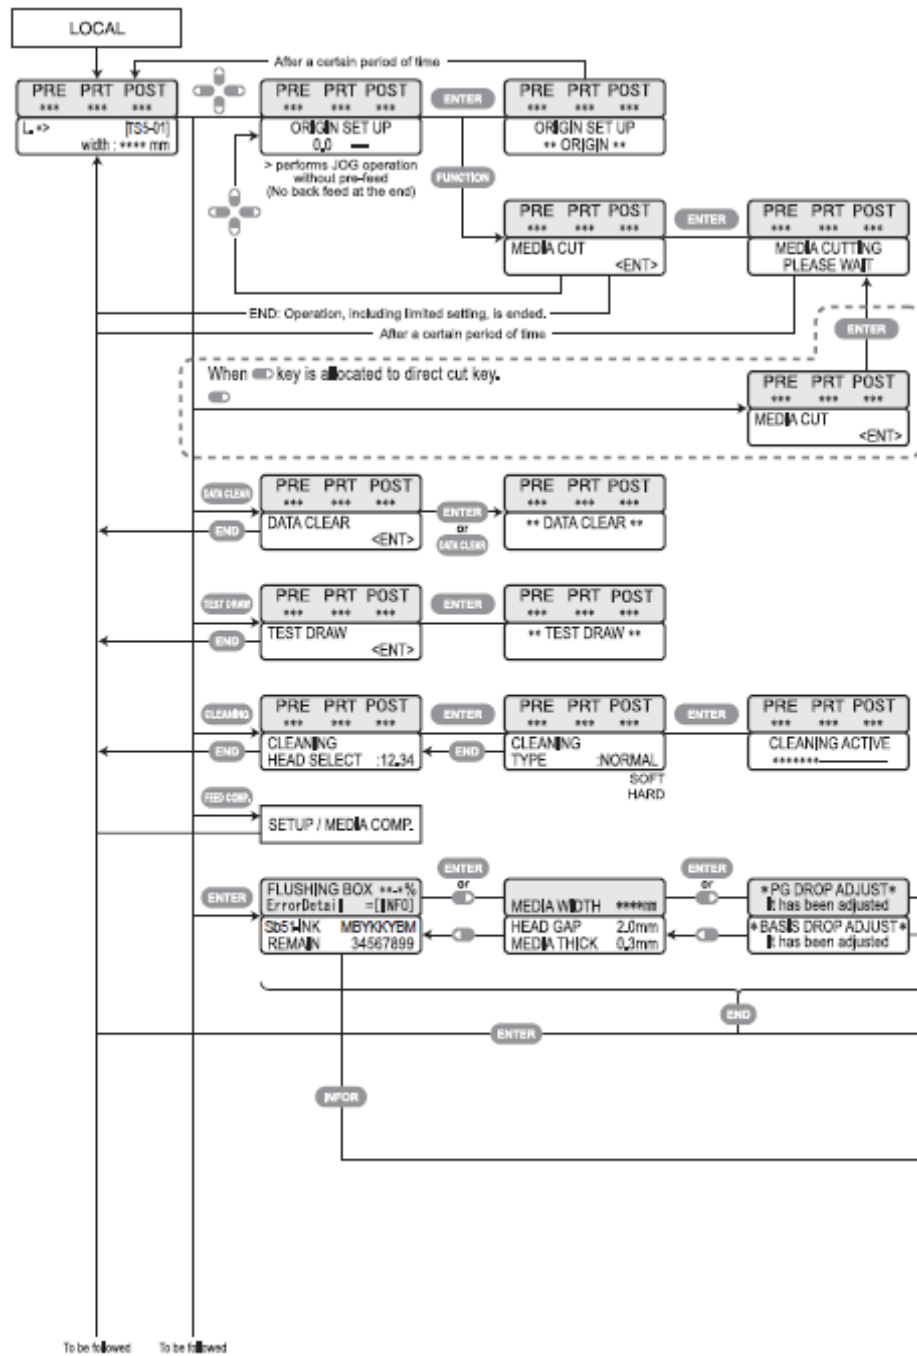 LOCAL
After a certain period of time
PRE PRT POST
*** *** ***
L *> [TS5-01]
width : **** mm
PRE PRT POST
*** *** ***
ORIGIN SET UP
0.0 —
> performs JOG operation
without pre-feed
(No back feed at the end)
ENTER
PRE PRT POST
*** *** ***
ORIGIN SET UP
** ORIGIN **
FUNCTION
PRE PRT POST
*** *** ***
MEDIA CUT
<ENT>
ENTER
PRE PRT POST
*** *** ***
MEDIA CUTTING
PLEASE WAIT
END: Operation, including limited setting, is ended.
After a certain period of time
ENTER
When key is allocated to direct cut key.
PRE PRT POST
*** *** ***
MEDIA CUT
<ENT>
DATA CLEAR
END
PRE PRT POST
*** *** ***
DATA CLEAR
<ENT>
ENTER
or
DATA CLEAR
PRE PRT POST
*** *** ***
** DATA CLEAR **
TEST DRAW
END
PRE PRT POST
*** *** ***
TEST DRAW
<ENT>
ENTER
PRE PRT POST
*** *** ***
** TEST DRAW **
CLEANING
END
PRE PRT POST
*** *** ***
CLEANING
HEAD SELECT :12.34
ENTER
END
PRE PRT POST
*** *** ***
CLEANING
TYPE :NORMAL
SOFT
HARD
ENTER
PRE PRT POST
*** *** ***
CLEANING ACTIVE
*******
FEED COMP.
SETUP / MEDIA COMP.
ENTER
FLUSHING BOX **.*%
ErrorDetail =[INFO]
Sb51-INK MBYKKYBM
REMAIN 34567899
ENTER
or
MEDIA WIDTH ****mm
HEAD GAP 2.0mm
MEDIA THICK 0.3mm
ENTER
or
*PG DROP ADJUST*
It has been adjusted
*BASIS DROP ADJUST*
It has been adjusted
END
ENTER
INFOR
To be followed To be followed